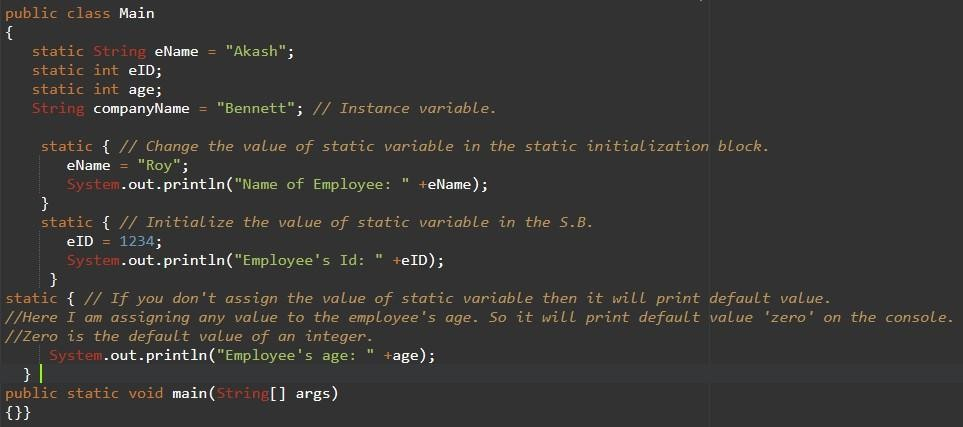 public class Main
{
static String eName = "Akash";
static int eID;
static int age;
String companyName = "Bennett"; // Instance variable.
static { // Change the value of static variable in the static initialization block.
eName = "Roy";
System.out.println("Name of Employee: " +eName);
}
static { // Initialize the value of static variable in the S.B.
eID = 1234;
System.out.println("Employee's Id: " +eID);
}
static { // If you don't assign the value of static variable then it will print default value.
//Here I am assigning any value to the employee's age. So it will print default value 'zero' on the console.
//Zero is the default value of an integer.
System.out.println("Employee's age: " +age);
}
public static void main(String[] args)
{}}